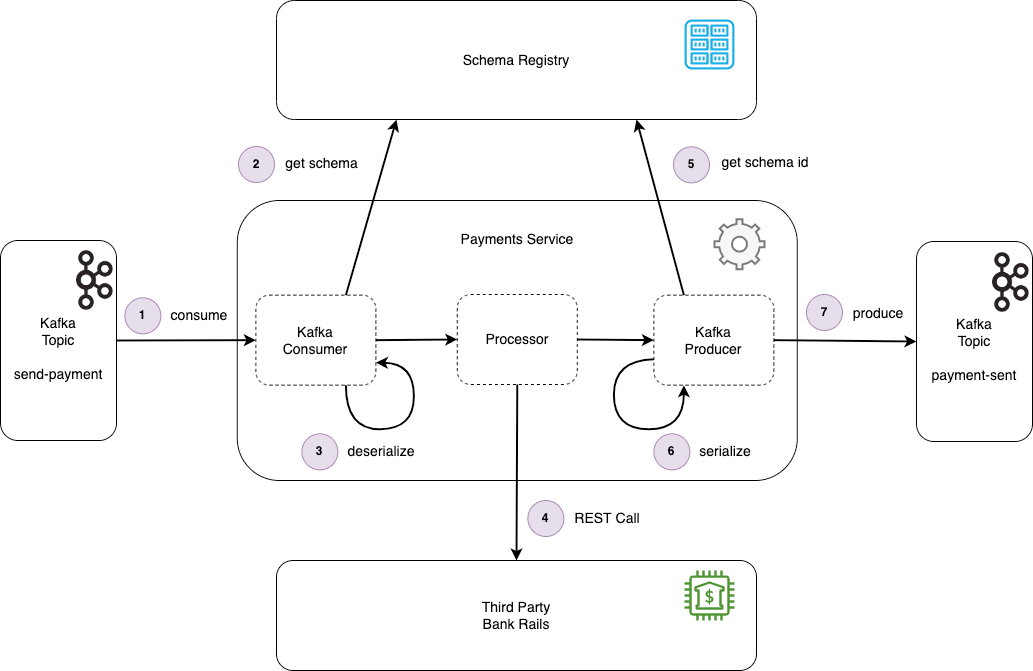 Schema Registry
2
get schema
5
get schema id
Payments Service
Kafka
Topic
send-payment
1
consume
Kafka
Consumer
Processor
Kafka
Producer
7
produce
Kafka
Topic
payment-sent
3
deserialize
6
serialize
4
REST Call
Third Party
Bank Rails
$